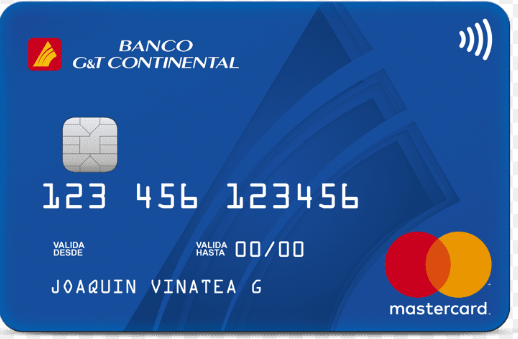 BANCO
G&T CONTINENTAL
123 456 123456
VALIDA
DESDE
VALIDA
HASTA 00/00
JOAQUIN VINATEA G
mastercard